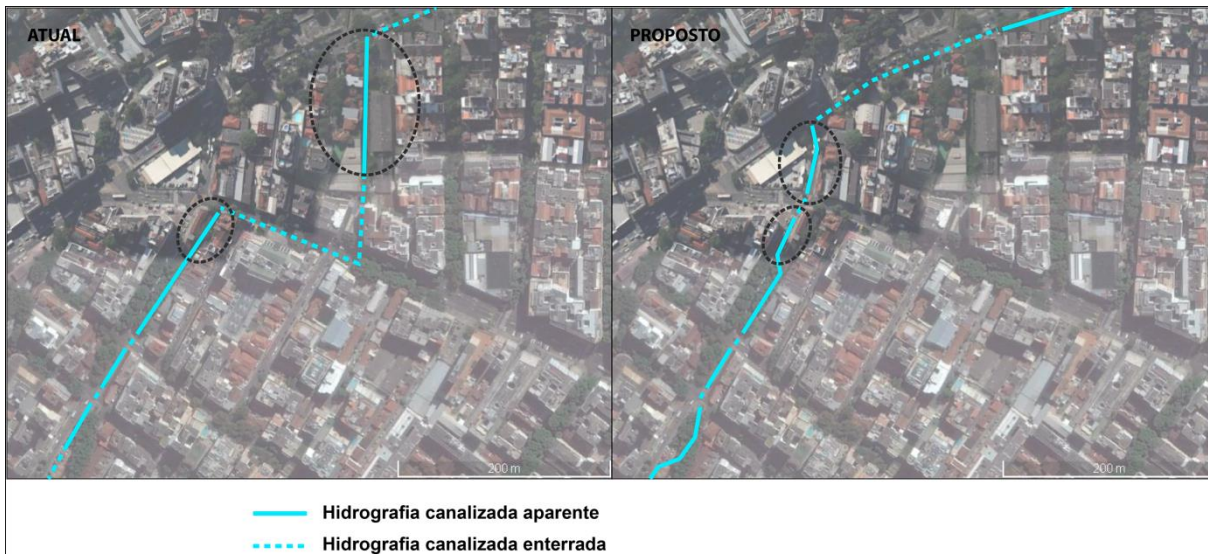 ATUAL
PROPOSTO
200 m
200 m
Hidrografia canalizada aparente
Hidrografia canalizada enterrada